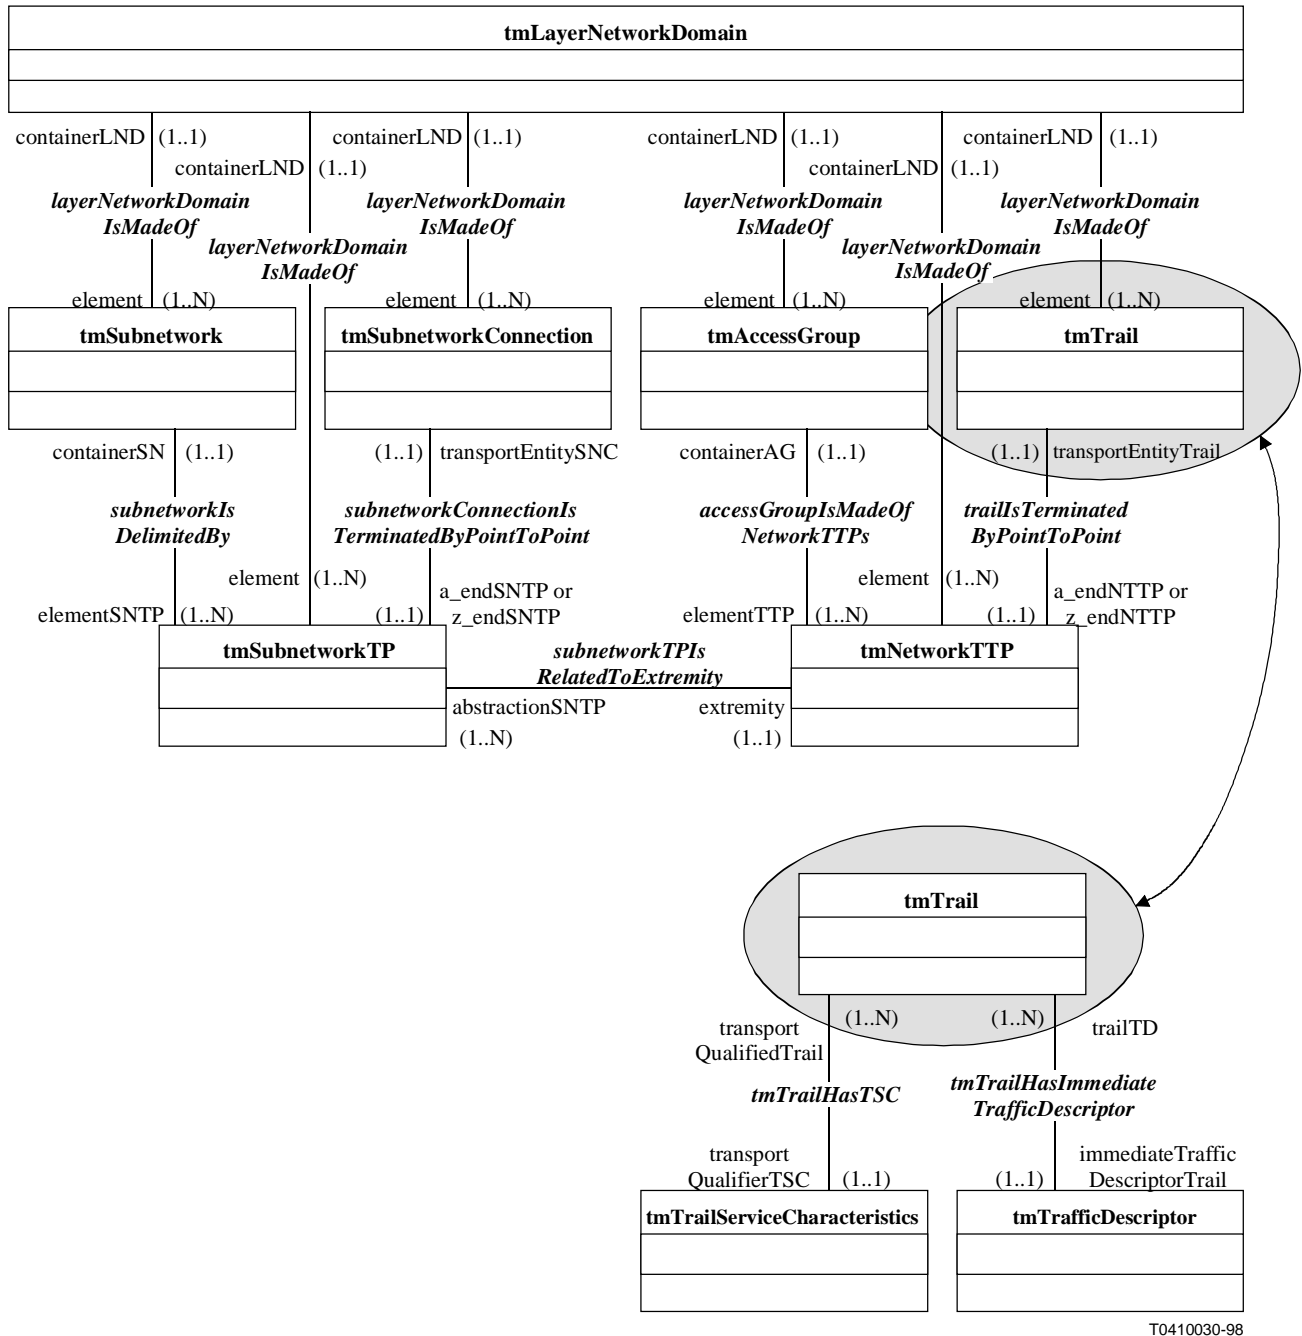 tmLayerNetworkDomain
containerLND (1..1) containerLND (1..1) containerLND (1..1) containerLND (1..1)
containerLND (1..1) containerLND (1..1)
layerNetworkDomain layerNetworkDomain layerNetworkDomain layerNetworkDomain
IsMadeOf IsMadeOf IsMadeOf IsMadeOf
layerNetworkDomain layerNetworkDomain
IsMadeOf IsMadeOf
element (1..N) element (1..N) element (1..N) element (1..N)
tmSubnetwork tmSubnetworkConnection tmAccessGroup tmTrail
containerSN (1..1) (1..1) transportEntitySNC containerAG (1..1) (1..1) transportEntityTrail
subnetworkIs subnetworkConnectionIs accessGroupIsMadeOf trailIsTerminated
DelimitedBy TerminatedByPointToPoint NetworkTTPs ByPointToPoint
element (1..N) element (1..N)
a_endSNTP or a_endNTTP or
elementSNTP (1..N) (1..1) z_endSNTP elementTTP (1..N) (1..1) z_endNTTP
tmSubnetworkTP subnetworkTPIs tmNetworkTTP
RelatedToExtremity
abstractionSNTP extremity
(1..N) (1..1)
tmTrail
transport (1..N) (1..N) trailTD
QualifiedTrail
tmTrailHasTSC tmTrailHasImmediate
TrafficDescriptor
transport immediateTraffic
QualifierTSC (1..1) (1..1) DescriptorTrail
tmTrailServiceCharacteristics tmTrafficDescriptor
T0410030-98